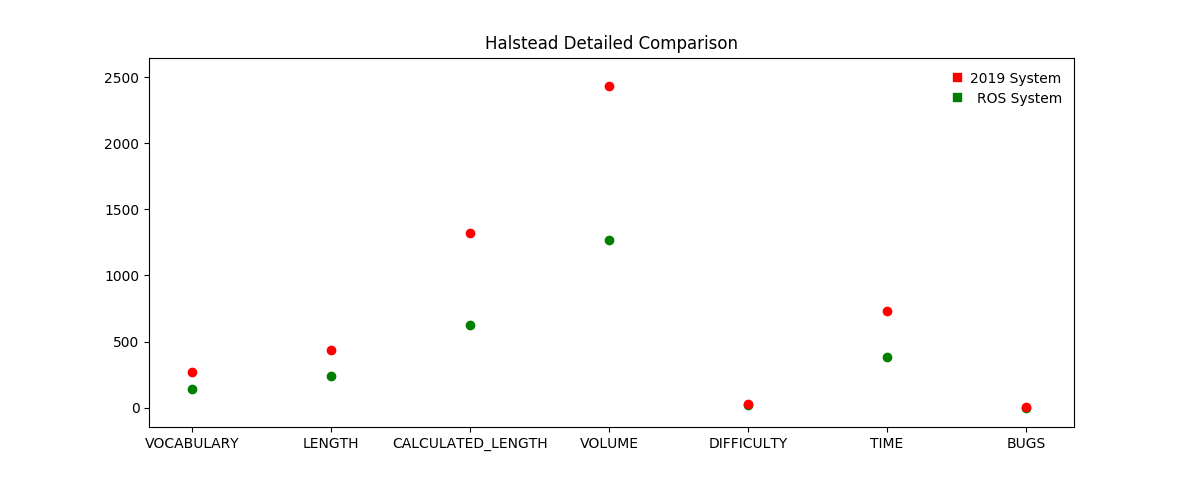 Halstead Detailed Comparison
2500
2000
1500
1000
500
0
2019 System
ROS System
VOCABULARY LENGTH CALCULATED_LENGTH VOLUME DIFFICULTY TIME BUGS